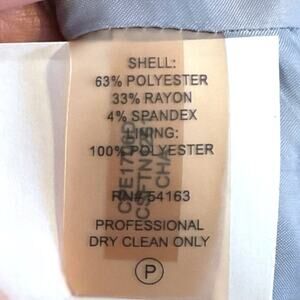 SHELL:
63% POLYESTER
33% RAYON
4% SPANDEX
LINING:
100% POLYESTER
RN# 54163
PROFESSIONAL
DRY CLEAN ONLY
P